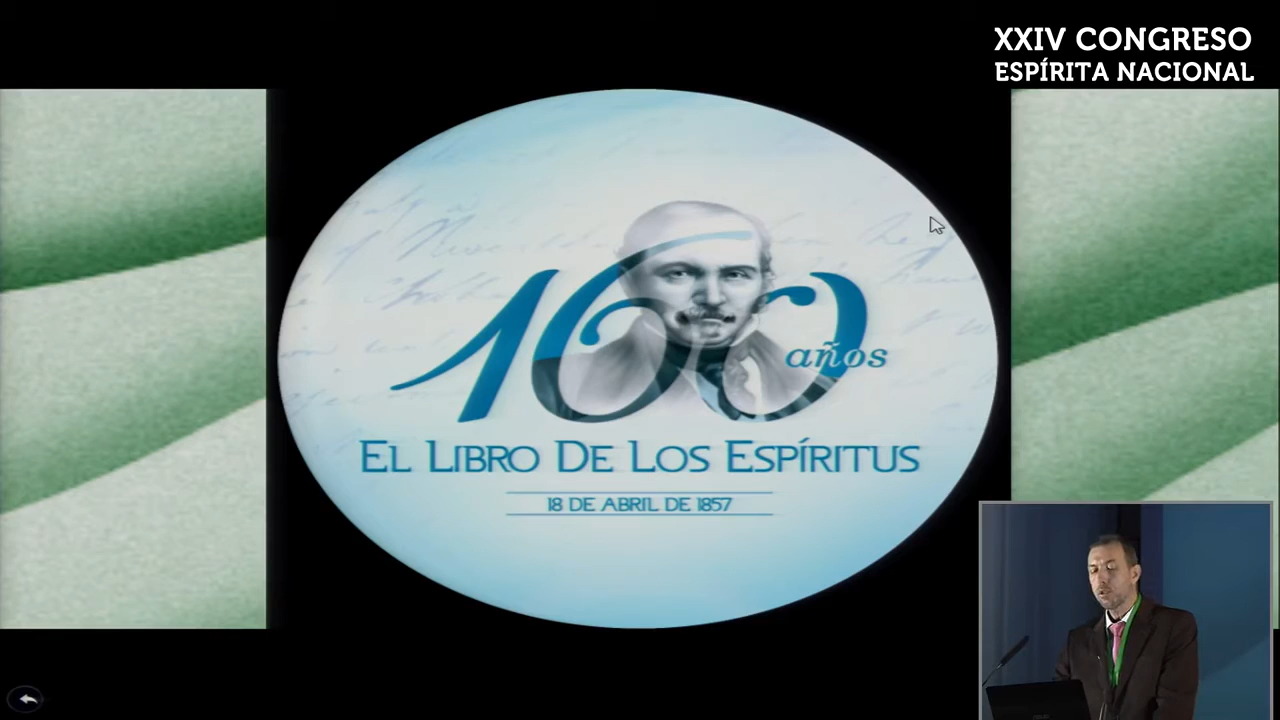 XXIV CONGRESO
ESPÍRITA NACIONAL
160
años
EL LIBRO DE LOS ESPÍRITUS
18 DE ABRIL DE 1857